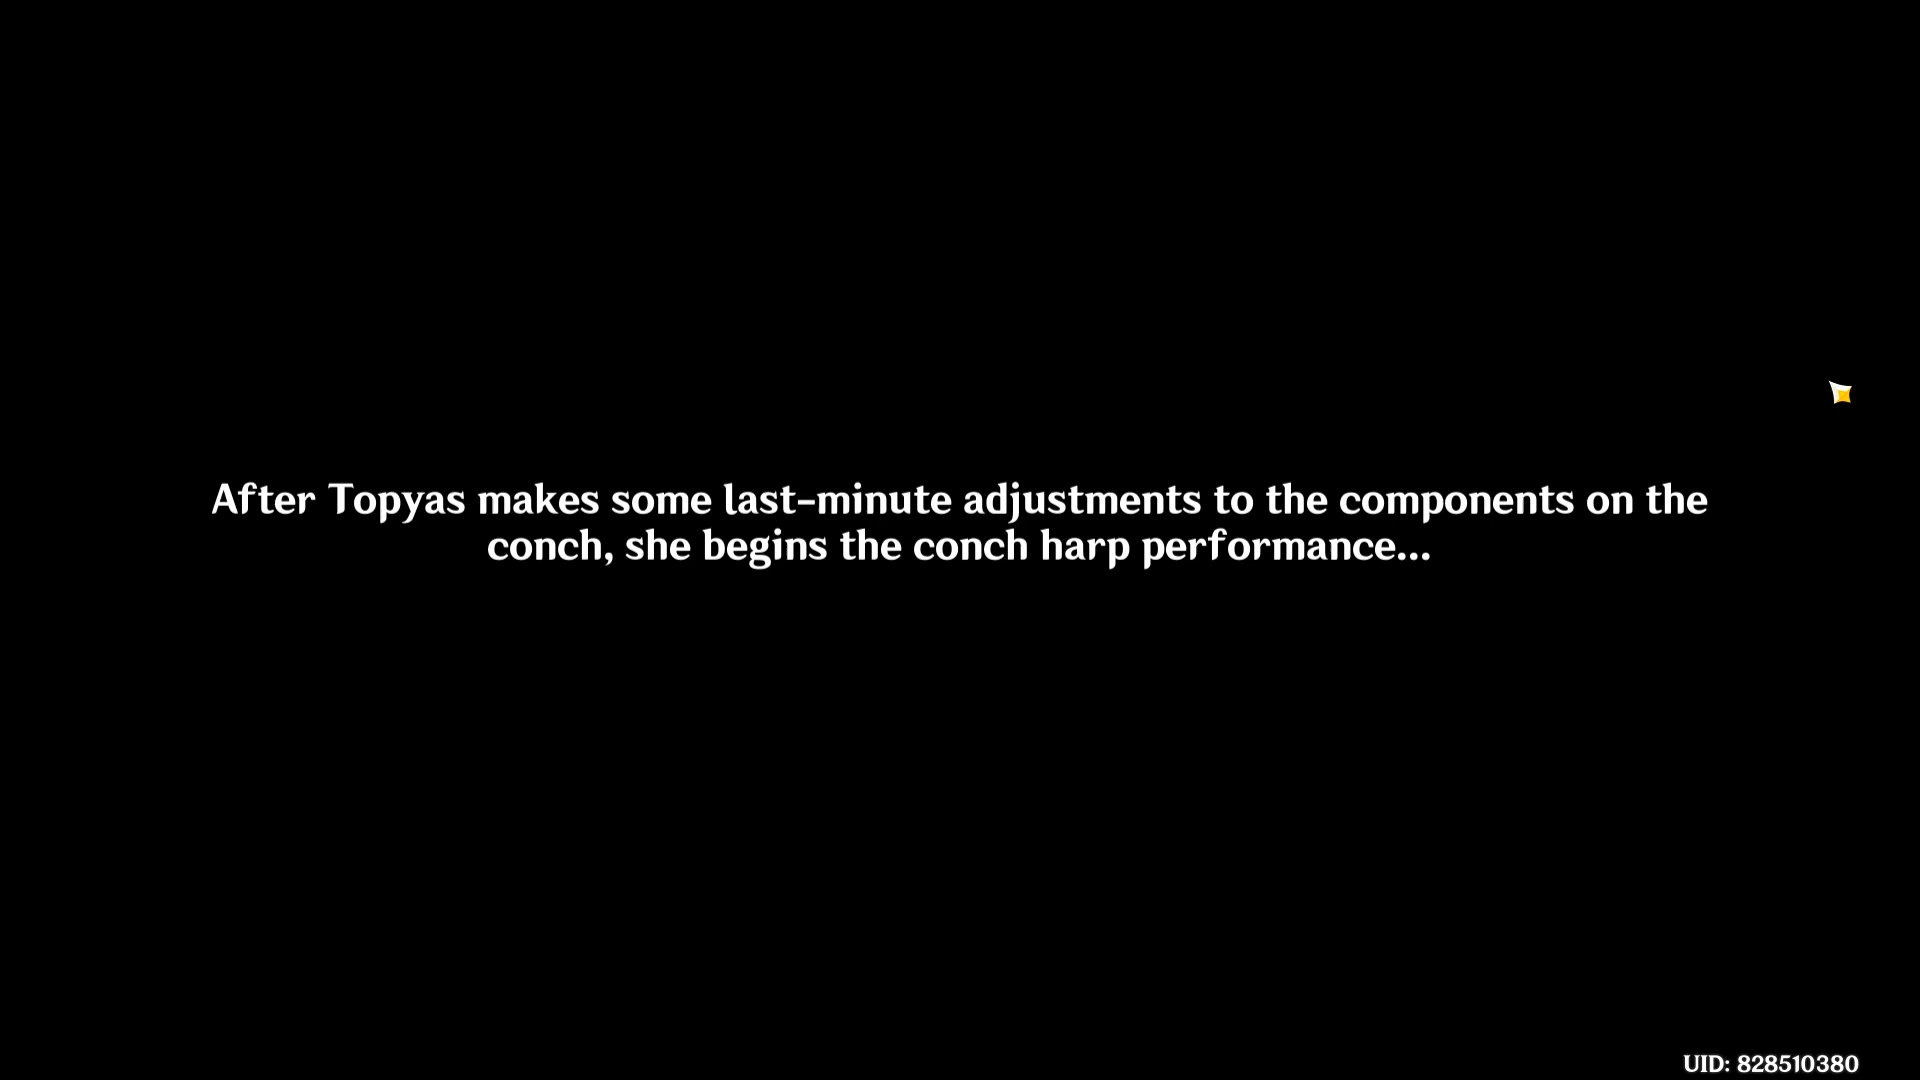 After Topyas makes some last-minute adjustments to the components on the
conch, she begins the conch harp performance...
UID: 828510380